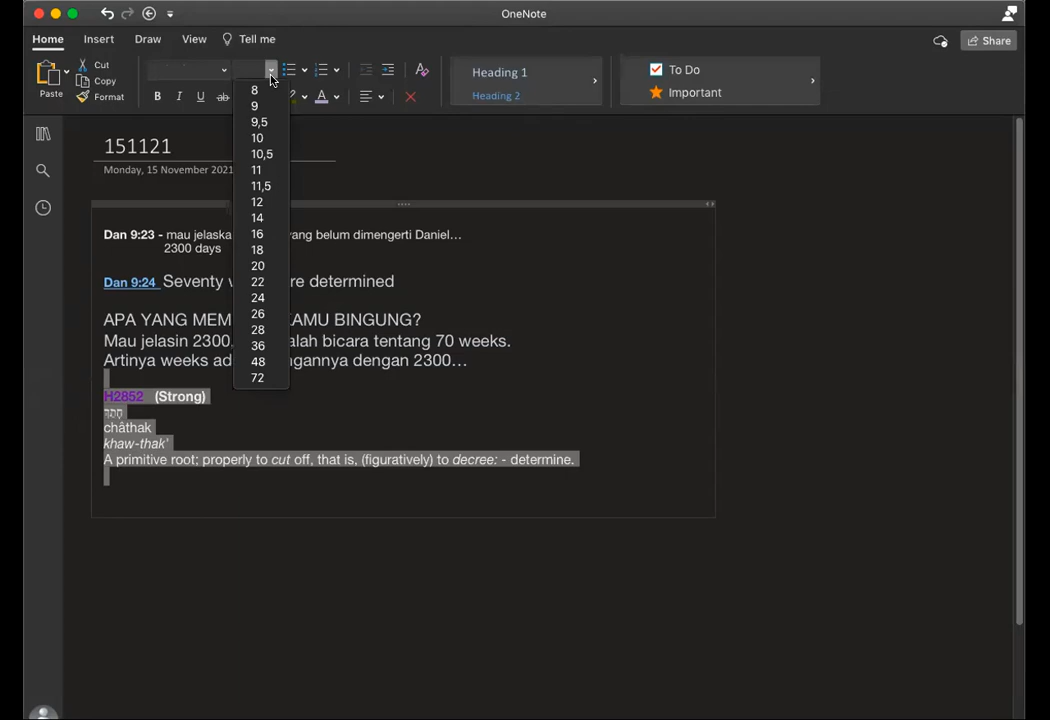 OneNote
Home Insert Draw View Tell me
Share
Paste
Cut
Copy
Format
B I U ab A
Heading 1
Heading 2
To Do
Important
8
9
9,5
10
10,5
11
11,5
12
14
16
18
20
22
24
26
28
36
48
72
151121
Monday, 15 November 2021
Dan 9:23 - mau jelaska yang belum dimengerti Daniel...
2300 days
Dan 9:24 Seventy w re determined
APA YANG MEM KAMU BINGUNG?
Mau jelasin 2300 alah bicara tentang 70 weeks.
Artinya weeks ad ngannya dengan 2300...
H2852 (Strong)
חָתַךְ
châthak
khaw-thak'
A primitive root; properly to cut off, that is, (figuratively) to decree: - determine.